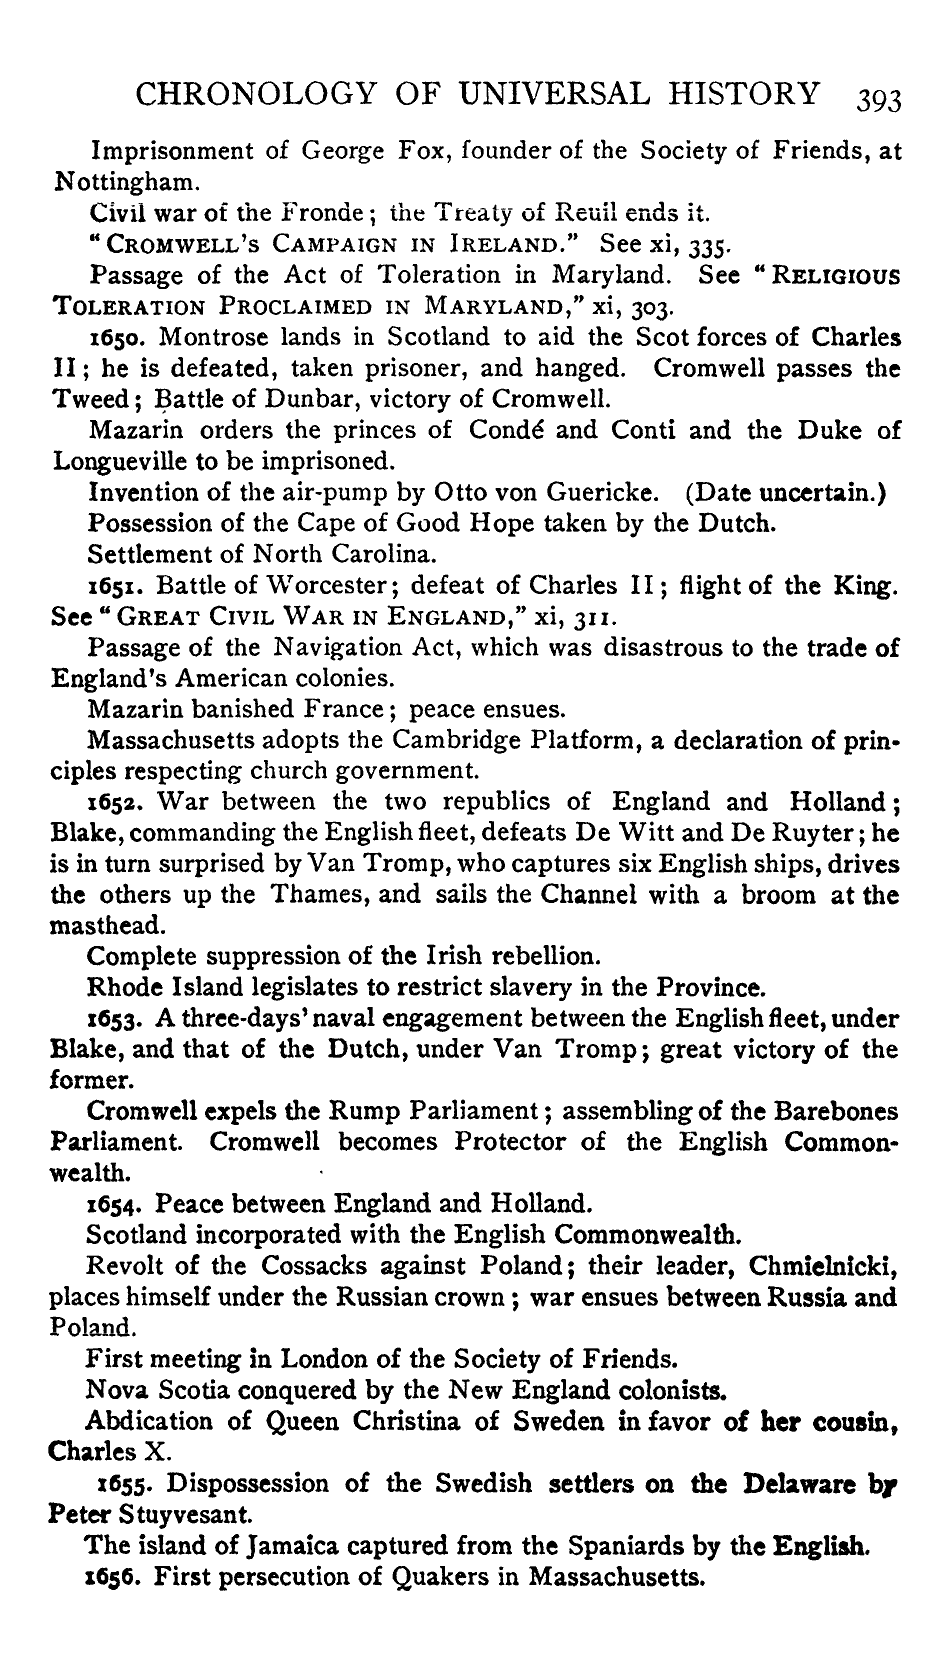 CHRONOLOGY OF UNIVERSAL HISTORY 393
Imprisonment of George Fox, founder of the Society of Friends, at
Nottingham.
Civil war of the Fronde; the Treaty of Reuil ends it.
"CROMWELL'S CAMPAIGN IN IRELAND." See xi, 335.
Passage of the Act of Toleration in Maryland. See "RELIGIOUS
TOLERATION PROCLAIMED IN MARYLAND," xi, 303.
1650. Montrose lands in Scotland to aid the Scot forces of Charles
II; he is defeated, taken prisoner, and hanged. Cromwell passes the
Tweed; Battle of Dunbar, victory of Cromwell.
Mazarin orders the princes of Condé and Conti and the Duke of
Longueville to be imprisoned.
Invention of the air-pump by Otto von Guericke. (Date uncertain.)
Possession of the Cape of Good Hope taken by the Dutch.
Settlement of North Carolina.
1651. Battle of Worcester; defeat of Charles II; flight of the King.
See "GREAT CIVIL WAR IN ENGLAND," xi, 311.
Passage of the Navigation Act, which was disastrous to the trade of
England's American colonies.
Mazarin banished France; peace ensues.
Massachusetts adopts the Cambridge Platform, a declaration of prin-
ciples respecting church government.
1652. War between the two republics of England and Holland;
Blake, commanding the English fleet, defeats De Witt and De Ruyter; he
is in turn surprised by Van Tromp, who captures six English ships, drives
the others up the Thames, and sails the Channel with a broom at the
masthead.
Complete suppression of the Irish rebellion.
Rhode Island legislates to restrict slavery in the Province.
1653. A three-days' naval engagement between the English fleet, under
Blake, and that of the Dutch, under Van Tromp; great victory of the
former.
Cromwell expels the Rump Parliament; assembling of the Barebones
Parliament. Cromwell becomes Protector of the English Common-
wealth.
1654. Peace between England and Holland.
Scotland incorporated with the English Commonwealth.
Revolt of the Cossacks against Poland; their leader, Chmielnicki,
places himself under the Russian crown; war ensues between Russia and
Poland.
First meeting in London of the Society of Friends.
Nova Scotia conquered by the New England colonists.
Abdication of Queen Christina of Sweden in favor of her cousin,
Charles X.
1655. Dispossession of the Swedish settlers on the Delaware by
Peter Stuyvesant.
The island of Jamaica captured from the Spaniards by the English.
1656. First persecution of Quakers in Massachusetts.